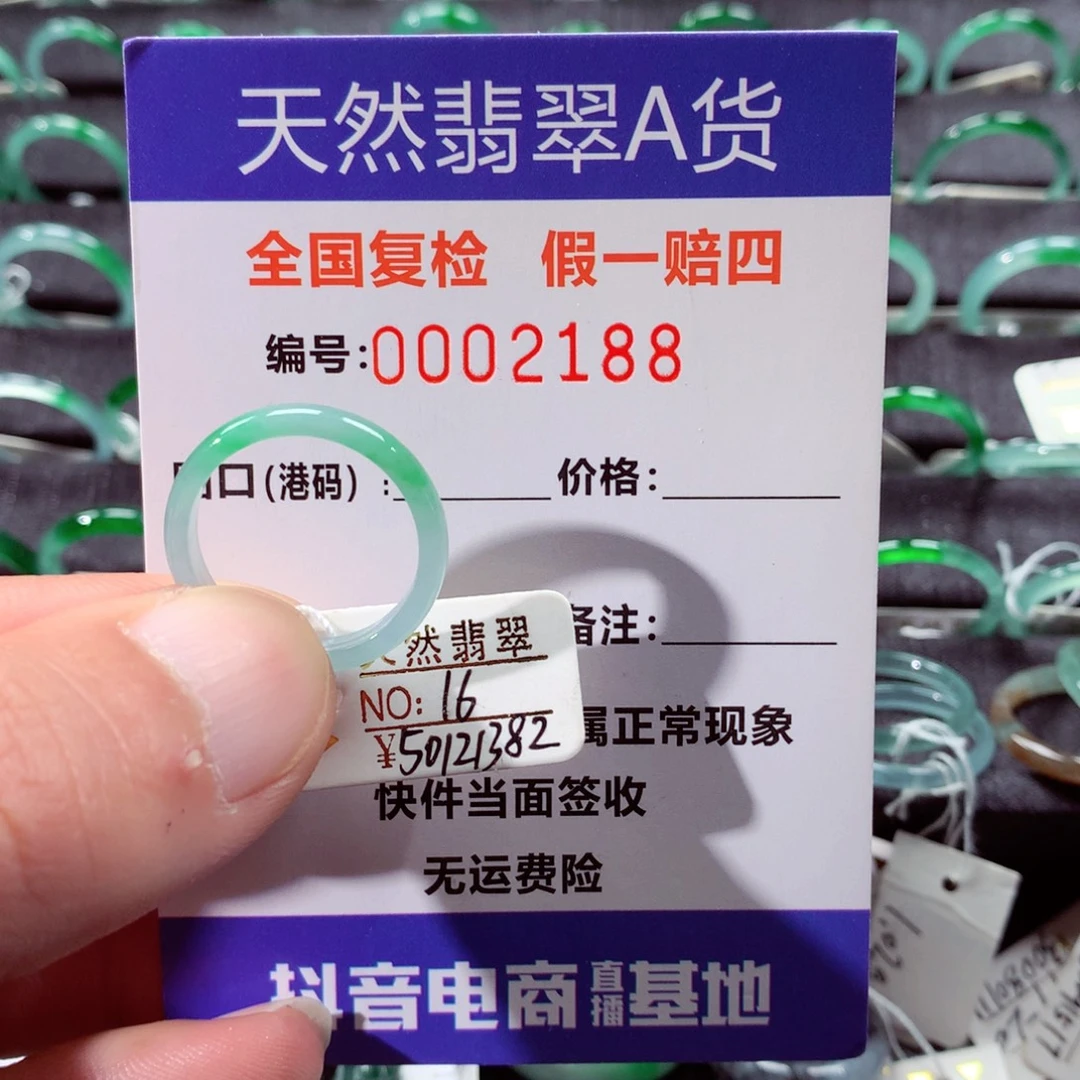 天然翡翠A货
全国复检 假一赔四
编号:0002188
口(港码):
价格:
备注:
然翡翠
NO: 16
¥50121382
属正常现象
快件当面签收
无运费险
抖音电商直播基地